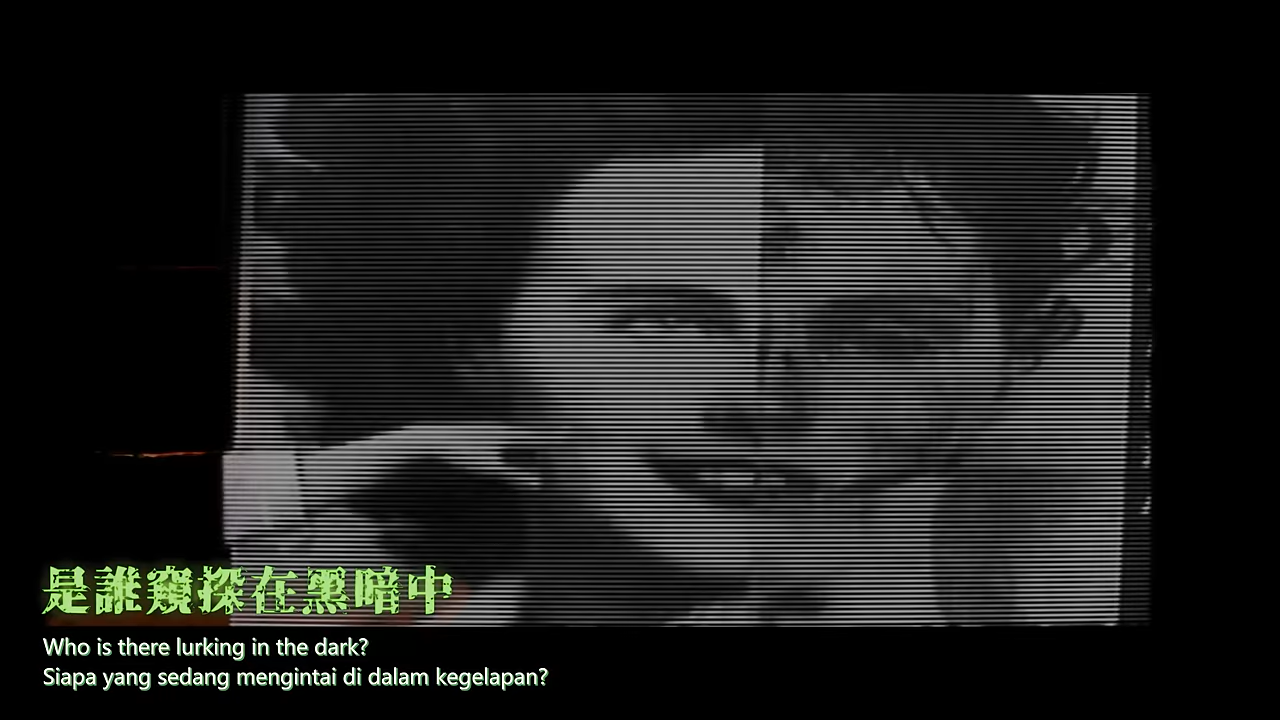 是誰窺探在黑暗中
Who is there lurking in the dark?
Siapa yang sedang mengintai di dalam kegelapan?